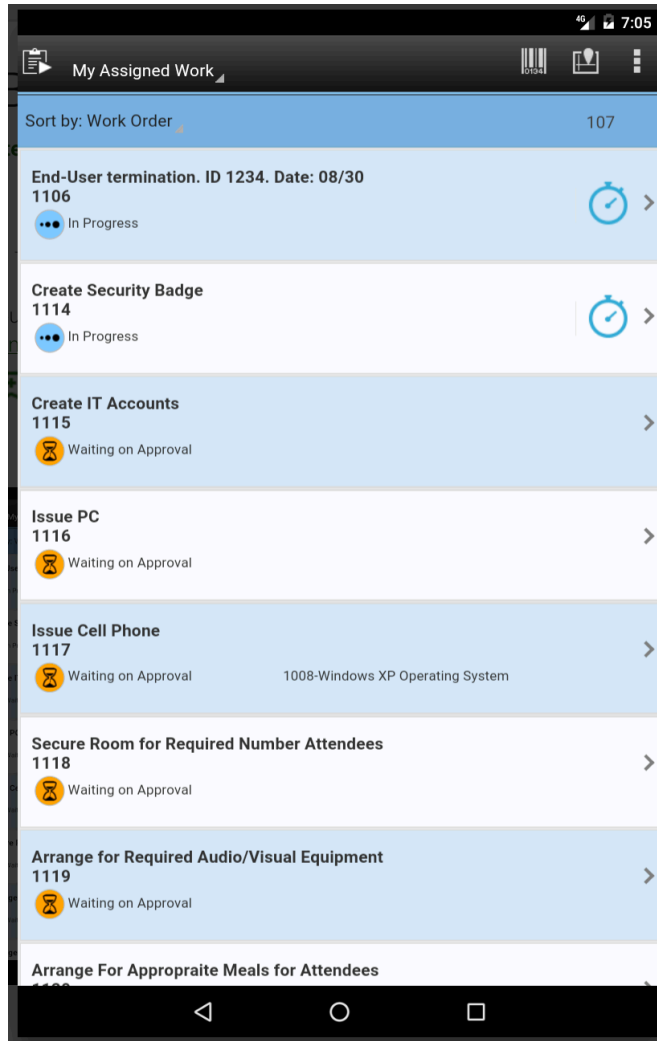 4G 7:05
My Assigned Work
0104
Sort by: Work Order 107
End-User termination. ID 1234. Date: 08/30
1106
In Progress
Create Security Badge
1114
In Progress
Create IT Accounts
1115
Waiting on Approval
Issue PC
1116
Waiting on Approval
Issue Cell Phone
1117
Waiting on Approval 1008-Windows XP Operating System
Secure Room for Required Number Attendees
1118
Waiting on Approval
Arrange for Required Audio/Visual Equipment
1119
Waiting on Approval
Arrange For Appropraite Meals for Attendees